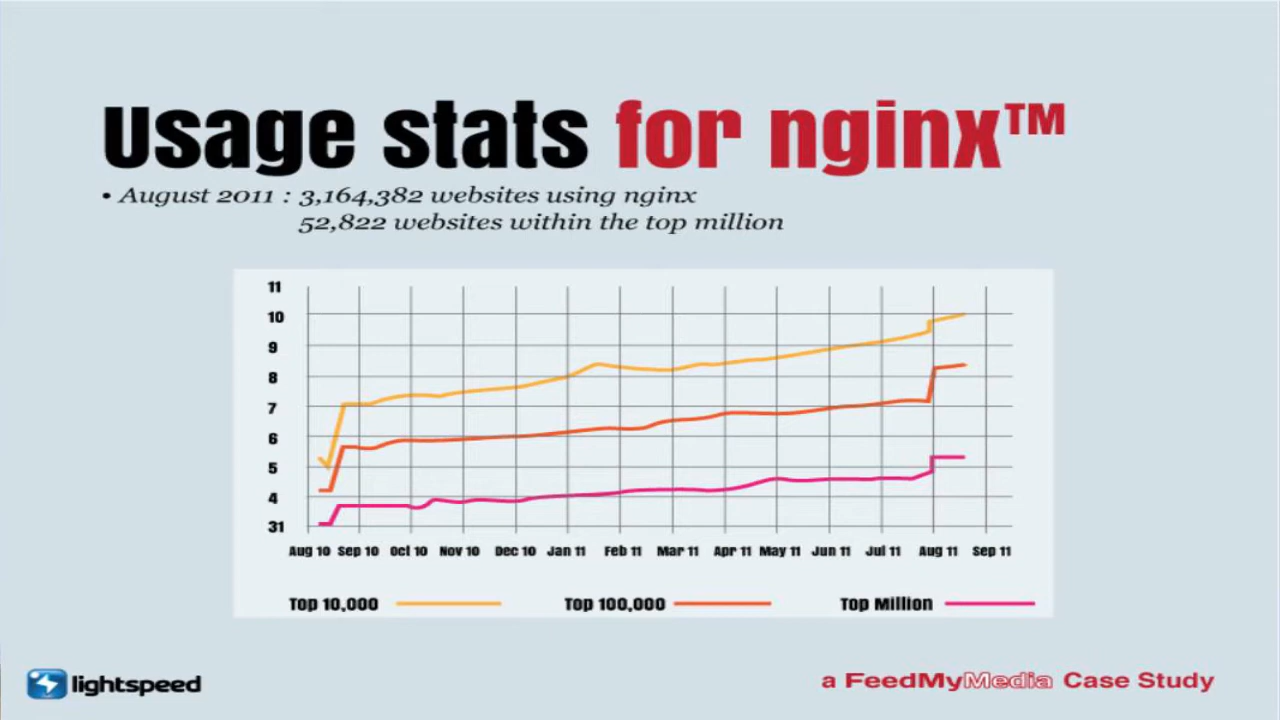 Usage stats for nginx™
• August 2011 : 3,164,382 websites using nginx
52,822 websites within the top million
11
10
9
8
7
6
5
4
31
Aug 10 Sep 10 Oct 10 Nov 10 Dec 10 Jan 11 Feb 11 Mar 11 Apr 11 May 11 Jun 11 Jul 11 Aug 11 Sep 11
Top 10,000 Top 100,000 Top Million
lightspeed a FeedMyMedia Case Study